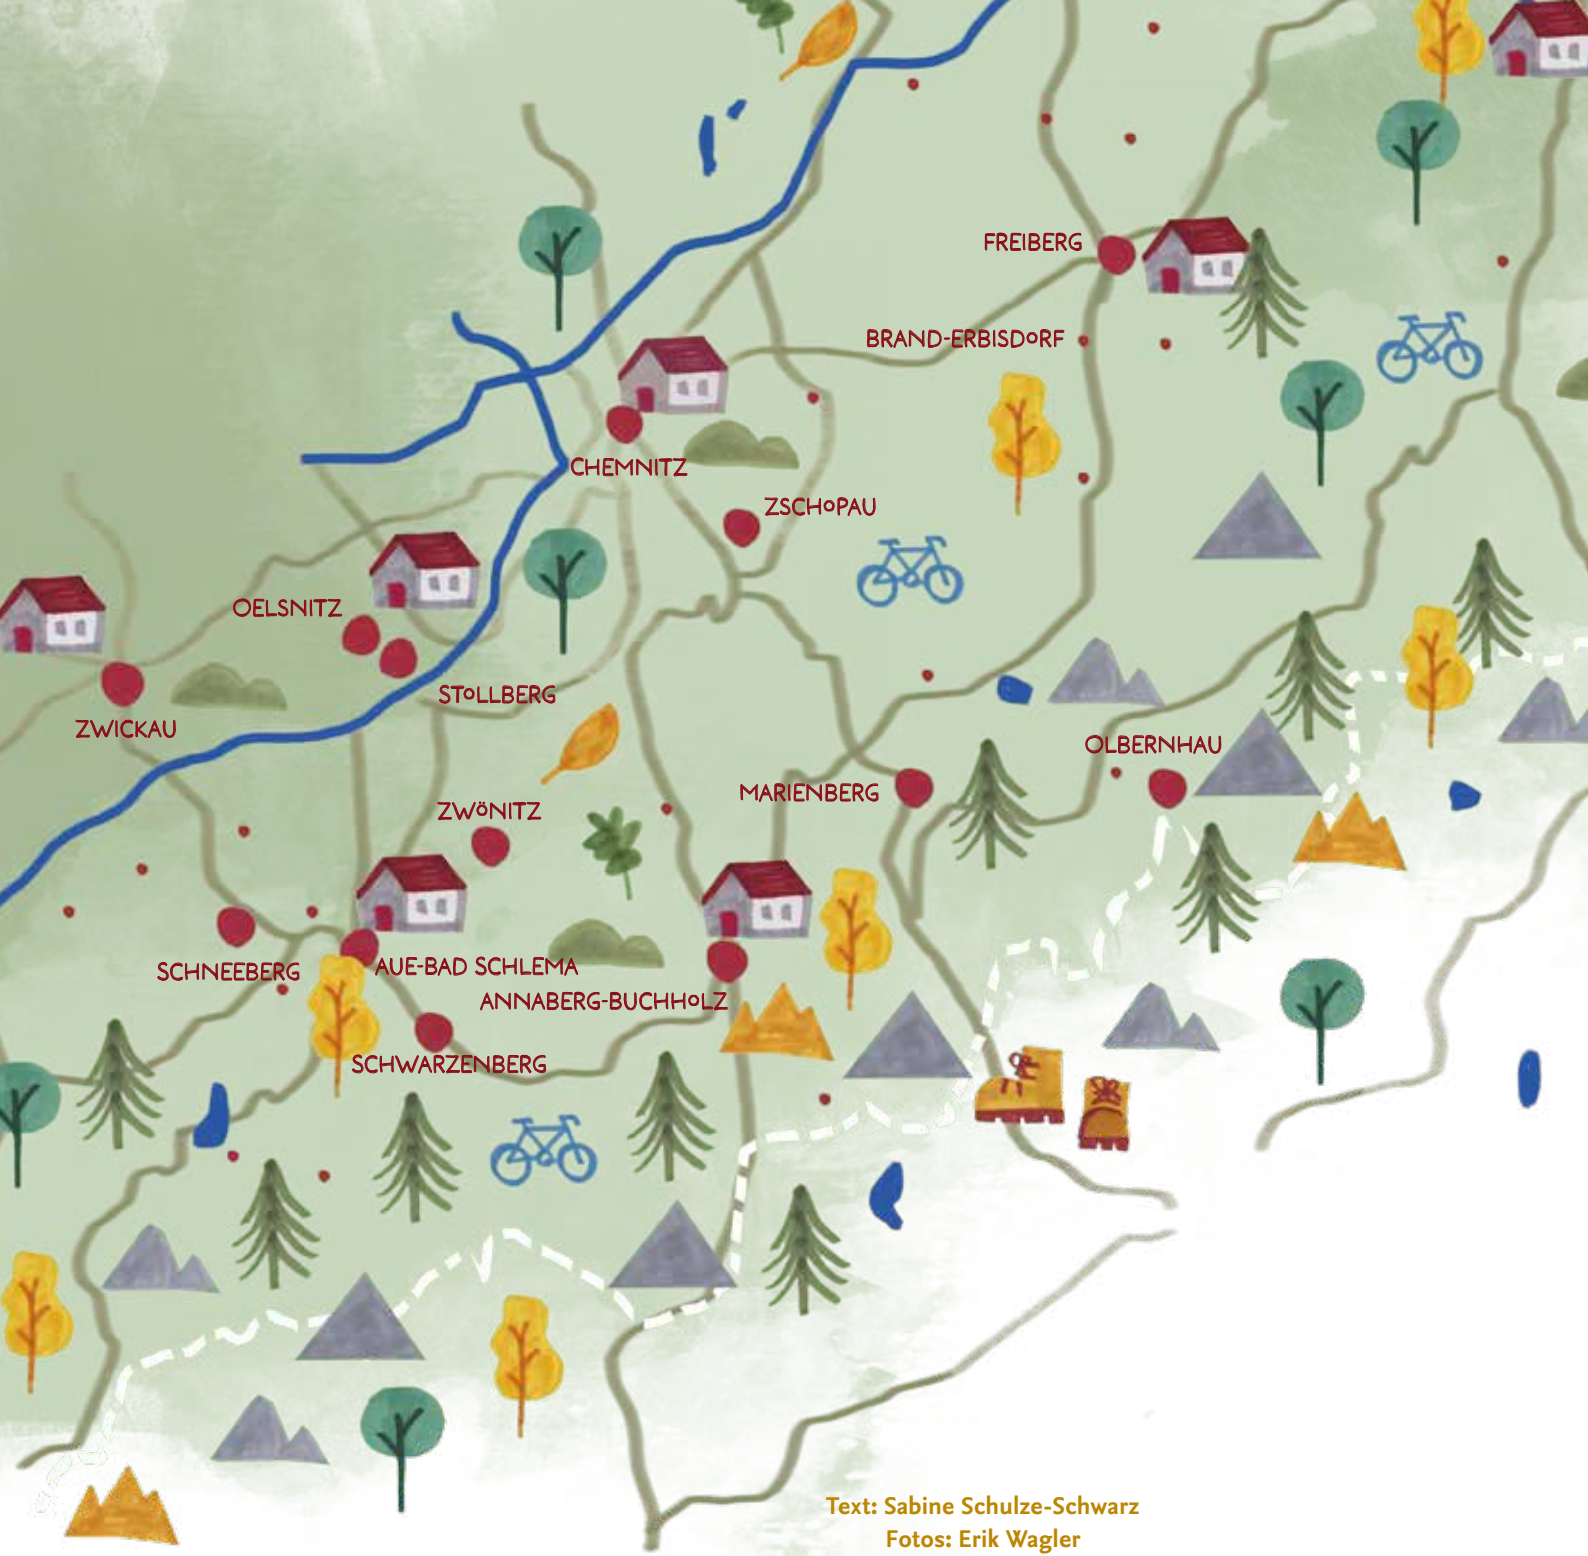 FREIBERG
BRAND-ERBISDORF
CHEMNITZ
ZSCHOPAU
OELSNITZ
STOLLBERG
ZWICKAU
OLBERNHAU
MARIENBERG
ZWÖNITZ
SCHNEEBERG
AUE-BAD SCHLEMA
ANNABERG-BUCHHOLZ
SCHWARZENBERG
Text: Sabine Schulze-Schwarz
Fotos: Erik Wagler